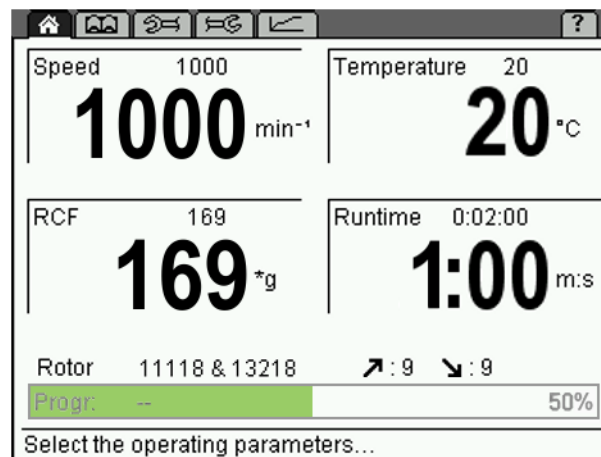 ?
Speed 1000
1000 min⁻¹
Temperature 20
20 °C
RCF 169
169 *g
Runtime 0:02:00
1:00 m:s
Rotor 11118 & 13218 ↗: 9 ↘: 9
Progr: -- 50%
Select the operating parameters...